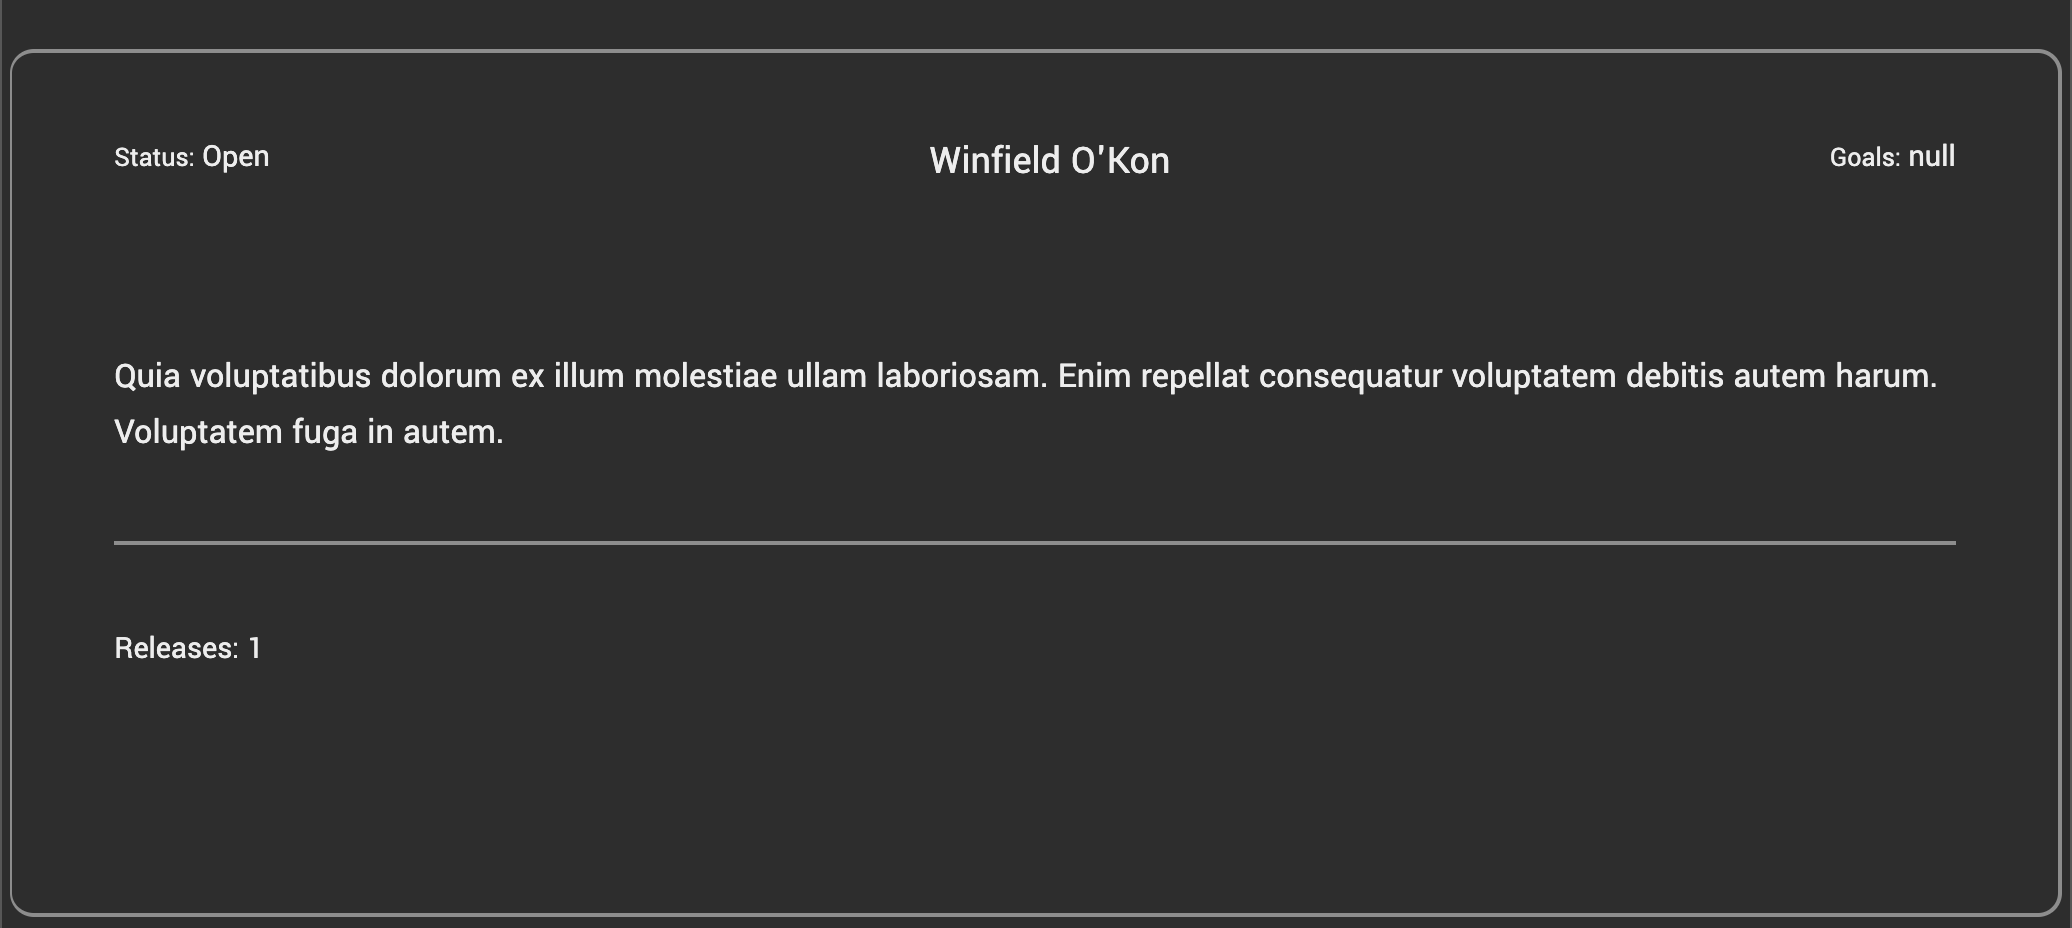 Status: Open
Winfield O'Kon
Goals: null
Quia voluptatibus dolorum ex illum molestiae ullam laboriosam. Enim repellat consequatur voluptatem debitis autem harum.
Voluptatem fuga in autem.
Releases: 1